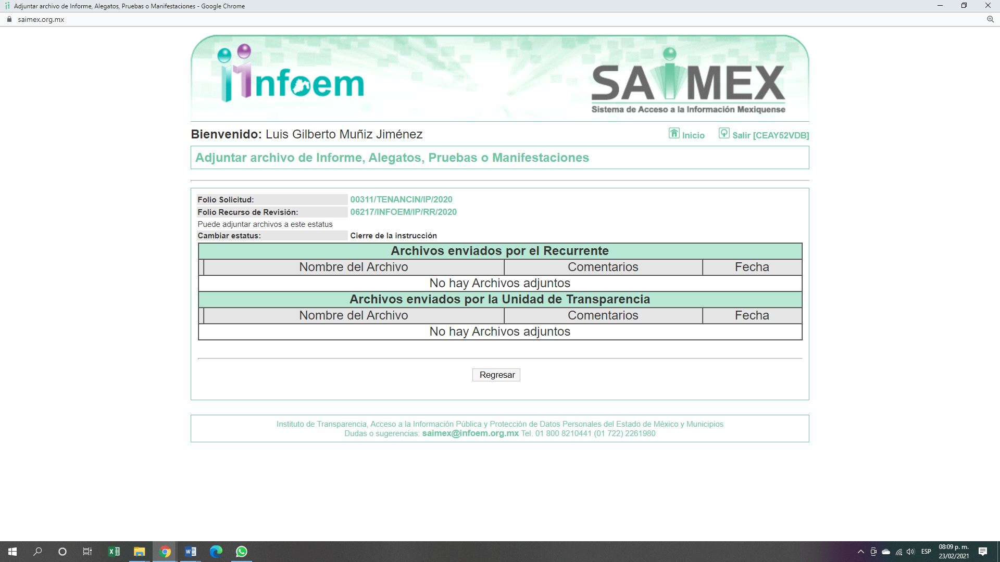 Adjuntar archivo de Informe, Alegatos, Pruebas o Manifestaciones - Google Chrome
saimex.org.mx
infoem
SAiMEX
Sistema de Acceso a la Información Mexiquense
Bienvenido: Luis Gilberto Muñiz Jiménez
Inicio
Salir [CEAY52VDB]
Adjuntar archivo de Informe, Alegatos, Pruebas o Manifestaciones
Folio Solicitud: 00311/TENANCIN/IP/2020
Folio Recurso de Revisión: 06217/INFOEM/IP/RR/2020
Puede adjuntar archivos a este estatus
Cambiar estatus: Cierre de la instrucción
Archivos enviados por el Recurrente
Nombre del Archivo Comentarios Fecha
No hay Archivos adjuntos
Archivos enviados por la Unidad de Transparencia
Nombre del Archivo Comentarios Fecha
No hay Archivos adjuntos
Regresar
Instituto de Transparencia, Acceso a la Información Pública y Protección de Datos Personales del Estado de México y Municipios
Dudas o sugerencias: saimex@infoem.org.mx Tel. 01 800 8210441 (01 722) 2261980
ESP
08:09 p. m.
23/02/2021